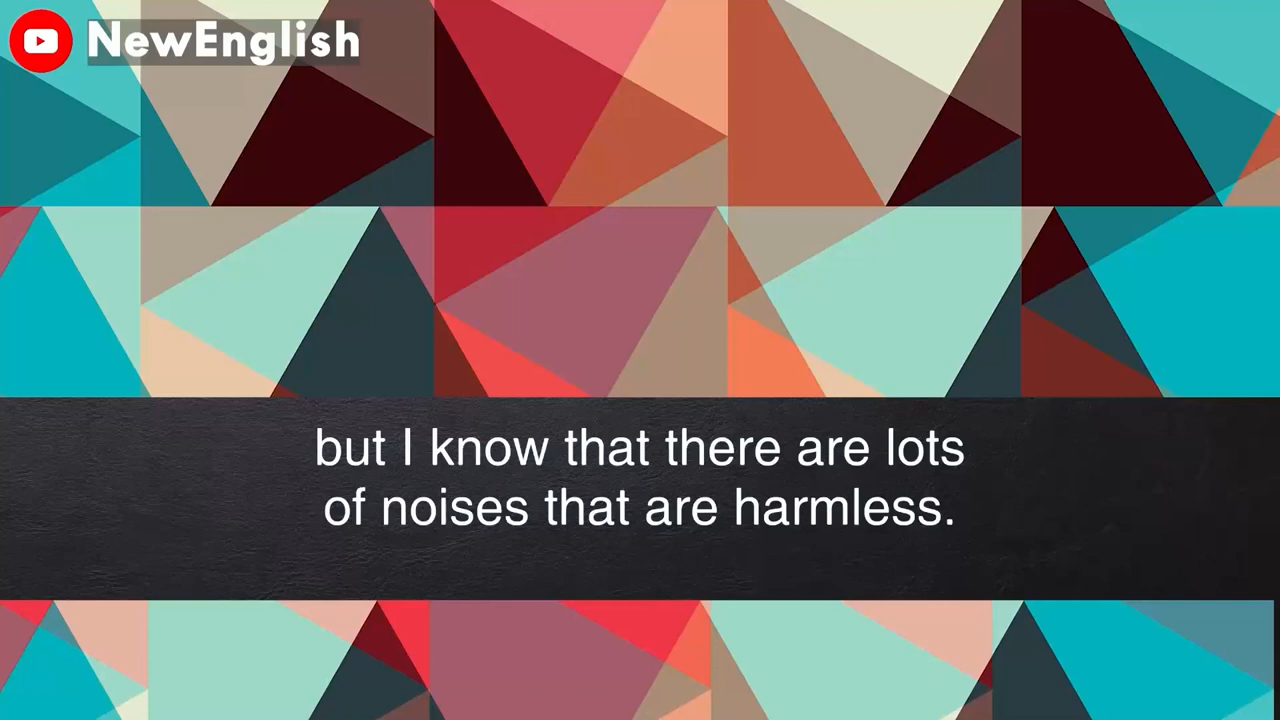 NewEnglish
but I know that there are lots
of noises that are harmless.